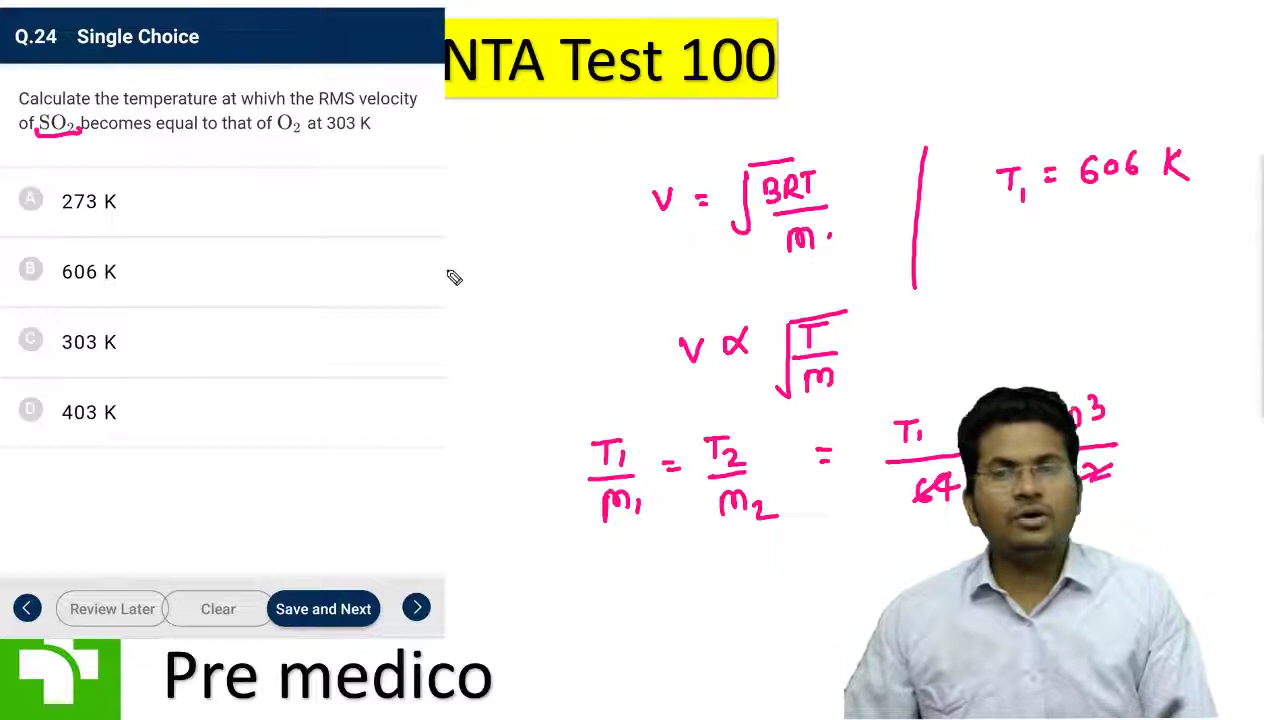 Q.24 Single Choice
NTA Test 100
Calculate the temperature at whivh the RMS velocity
of SO₂ becomes equal to that of O₂ at 303 K
A 273 K
B 606 K
C 303 K
D 403 K
V = √3RT/m
T₁ = 606 K
V ∝ √T/m
T₁/m₁ = T₂/m₂ = T₁/64
Review Later
Clear
Save and Next
Pre medico